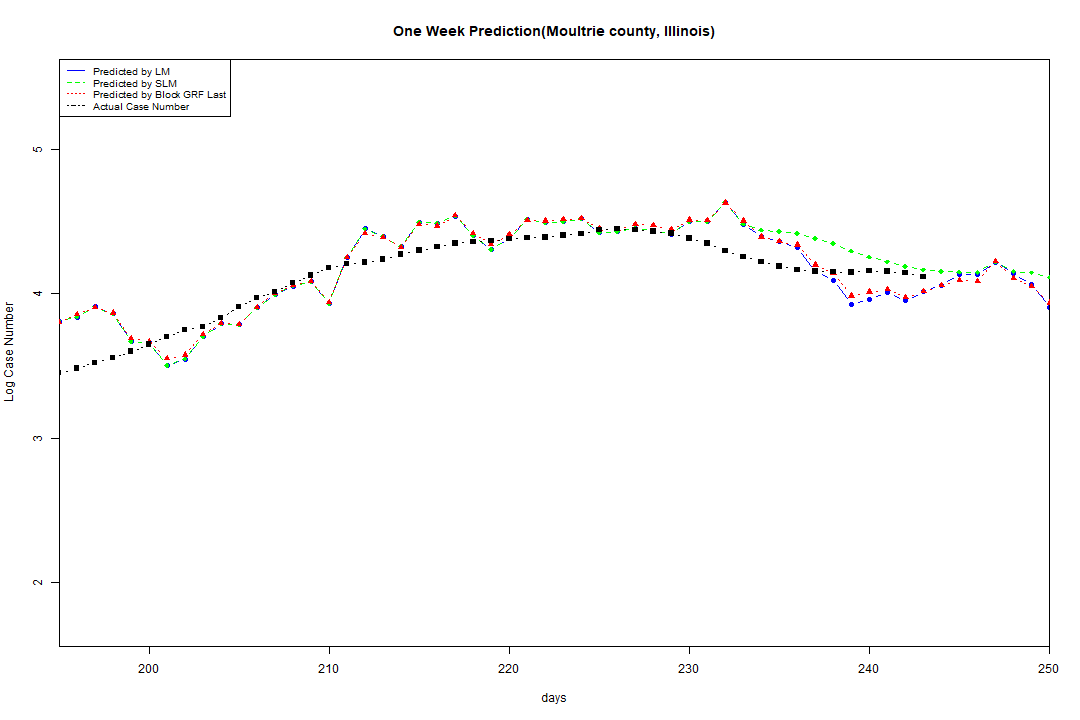 One Week Prediction(Moultrie county, Illinois)
Predicted by LM
Predicted by SLM
Predicted by Block GRF Last
Actual Case Number
5
4
3
2
Log Case Number
200 210 220 230 240 250
days